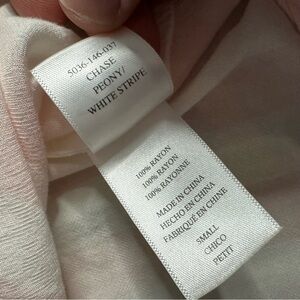 5036-146-037
CHASE
PEONY/
WHITE STRIPE
100% RAYON
100% RAYON
100% RAYONNE
MADE IN CHINA
HECHO EN CHINA
FABRIQUÉ EN CHINE
SMALL
CHICO
PETIT